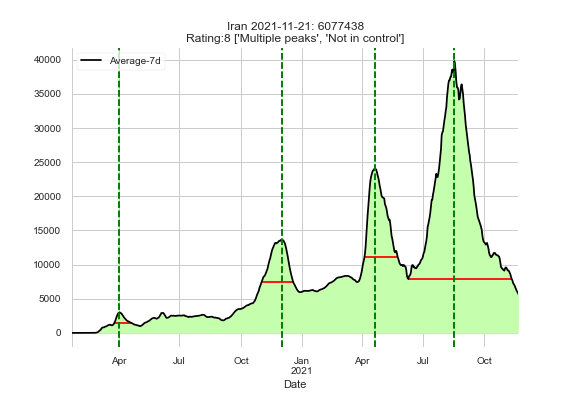 Iran 2021-11-21: 6077438
Rating:8 ['Multiple peaks', 'Not in control']
Average-7d
40000
35000
30000
25000
20000
15000
10000
5000
0
Apr Jul Oct Jan Apr Jul Oct
2021
Date